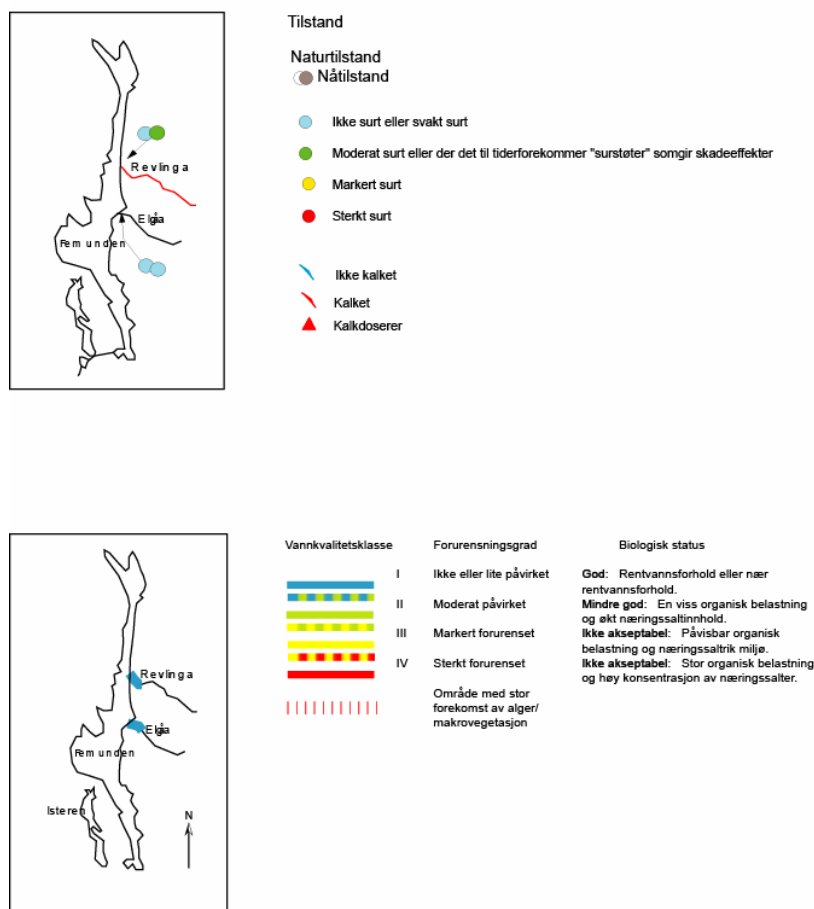 Tilstand
Naturtilstand
Nåtilstand
Ikke surt eller svakt surt
Moderat surt eller der det til tiderforekommer "surstøter" somgir skadeeffekter
Markert surt
Sterkt surt
Ikke kalket
Kalket
Kalkdoserer
Revlinga
Elgåa
Femunden
Vannkvalitetsklasse Forurensningsgrad Biologisk status
I Ikke eller lite påvirket God: Rentvannsforhold eller nær
rentvannsforhold.
II Moderat påvirket Mindre god: En viss organisk belastning
og økt næringssaltinnhold.
III Markert forurenset Ikke akseptabel: Påvisbar organisk
belastning og næringssaltrik miljø.
IV Sterkt forurenset Ikke akseptabel: Stor organisk belastning
og høy konsentrasjon av næringssalter.
Område med stor
forekomst av alger/
makrovegetasjon
Revlinga
Elgåa
Femunden
Isteren
N